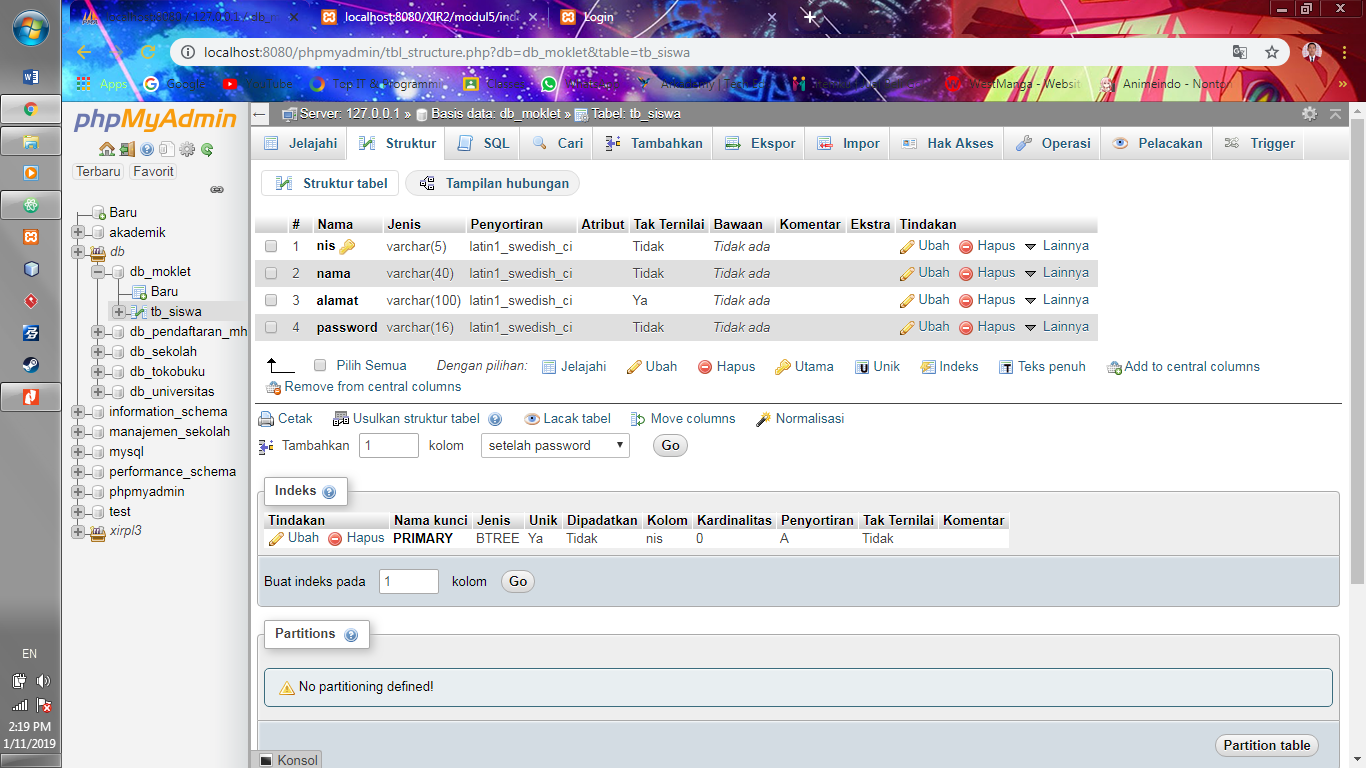 localhost:8080/XIR2/modul5/ind
Login
localhost:8080/phpmyadmin/tbl_structure.php?db=db_moklet&table=tb_siswa
Apps Google YouTube Top IT & Programm WestManga - Websit Animeindo - Nonton
phpMyAdmin
Terbaru Favorit
Baru
akademik
db
db_moklet
Baru
tb_siswa
db_pendaftaran_mh
db_sekolah
db_tokobuku
db_universitas
information_schema
manajemen_sekolah
mysql
performance_schema
phpmyadmin
test
xirpl3
Server: 127.0.0.1 » Basis data: db_moklet » Tabel: tb_siswa
Jelajahi Struktur SQL Cari Tambahkan Ekspor Impor Hak Akses Operasi Pelacakan Trigger
Struktur tabel Tampilan hubungan
# Nama Jenis Penyortiran Atribut Tak Ternilai Bawaan Komentar Ekstra Tindakan
1 nis varchar(5) latin1_swedish_ci Tidak Tidak ada Ubah Hapus Lainnya
2 nama varchar(40) latin1_swedish_ci Tidak Tidak ada Ubah Hapus Lainnya
3 alamat varchar(100) latin1_swedish_ci Ya Tidak ada Ubah Hapus Lainnya
4 password varchar(16) latin1_swedish_ci Tidak Tidak ada Ubah Hapus Lainnya
Pilih Semua Dengan pilihan: Jelajahi Ubah Hapus Utama Unik Indeks Teks penuh Add to central columns
Remove from central columns
Cetak Usulkan struktur tabel Lacak tabel Move columns Normalisasi
Tambahkan 1 kolom setelah password Go
Indeks
Tindakan Nama kunci Jenis Unik Dipadatkan Kolom Kardinalitas Penyortiran Tak Ternilai Komentar
Ubah Hapus PRIMARY BTREE Ya Tidak nis 0 A Tidak
Buat indeks pada 1 kolom Go
Partitions
No partitioning defined!
Partition table
Konsol
EN
2:19 PM
1/11/2019